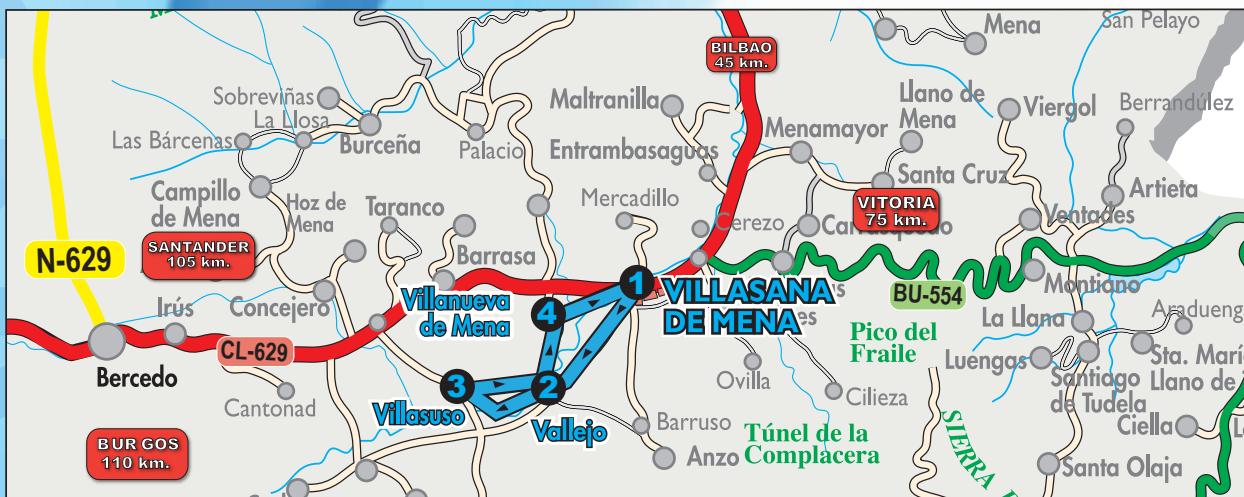 Mena
San Pelayo
BILBAO
45 km.
Sobreviñas
La Llosa
Las Bárcenas
Burceña
Palacio
Maltranilla
Entrambasaguas
Menamayor
Llano de
Mena
Viergol
Berrandúlez
Campillo
de Mena
Hoz de
Mena
Taranco
Mercadillo
Cerezo
Santa Cruz
VITORIA
75 km.
Ventades
Artieta
N-629
SANTANDER
105 km.
Barrasa
Montiano
BU-554
Irús
Concejero
Villanueva
de Mena
4
1
VILLASANA
DE MENA
Pico del
Fraile
La Llana
Araduenga
CL-629
Bercedo
Luengas
Santiago
de Tudela
Sta. Marí
Llano de
Cantonad
3
2
Villasuso
Vallejo
Ovilla
Cilieza
Barruso
Anzo
Túnel de la
Complacera
SIERRA
Ciella
Santa Olaja
BURGOS
110 km.